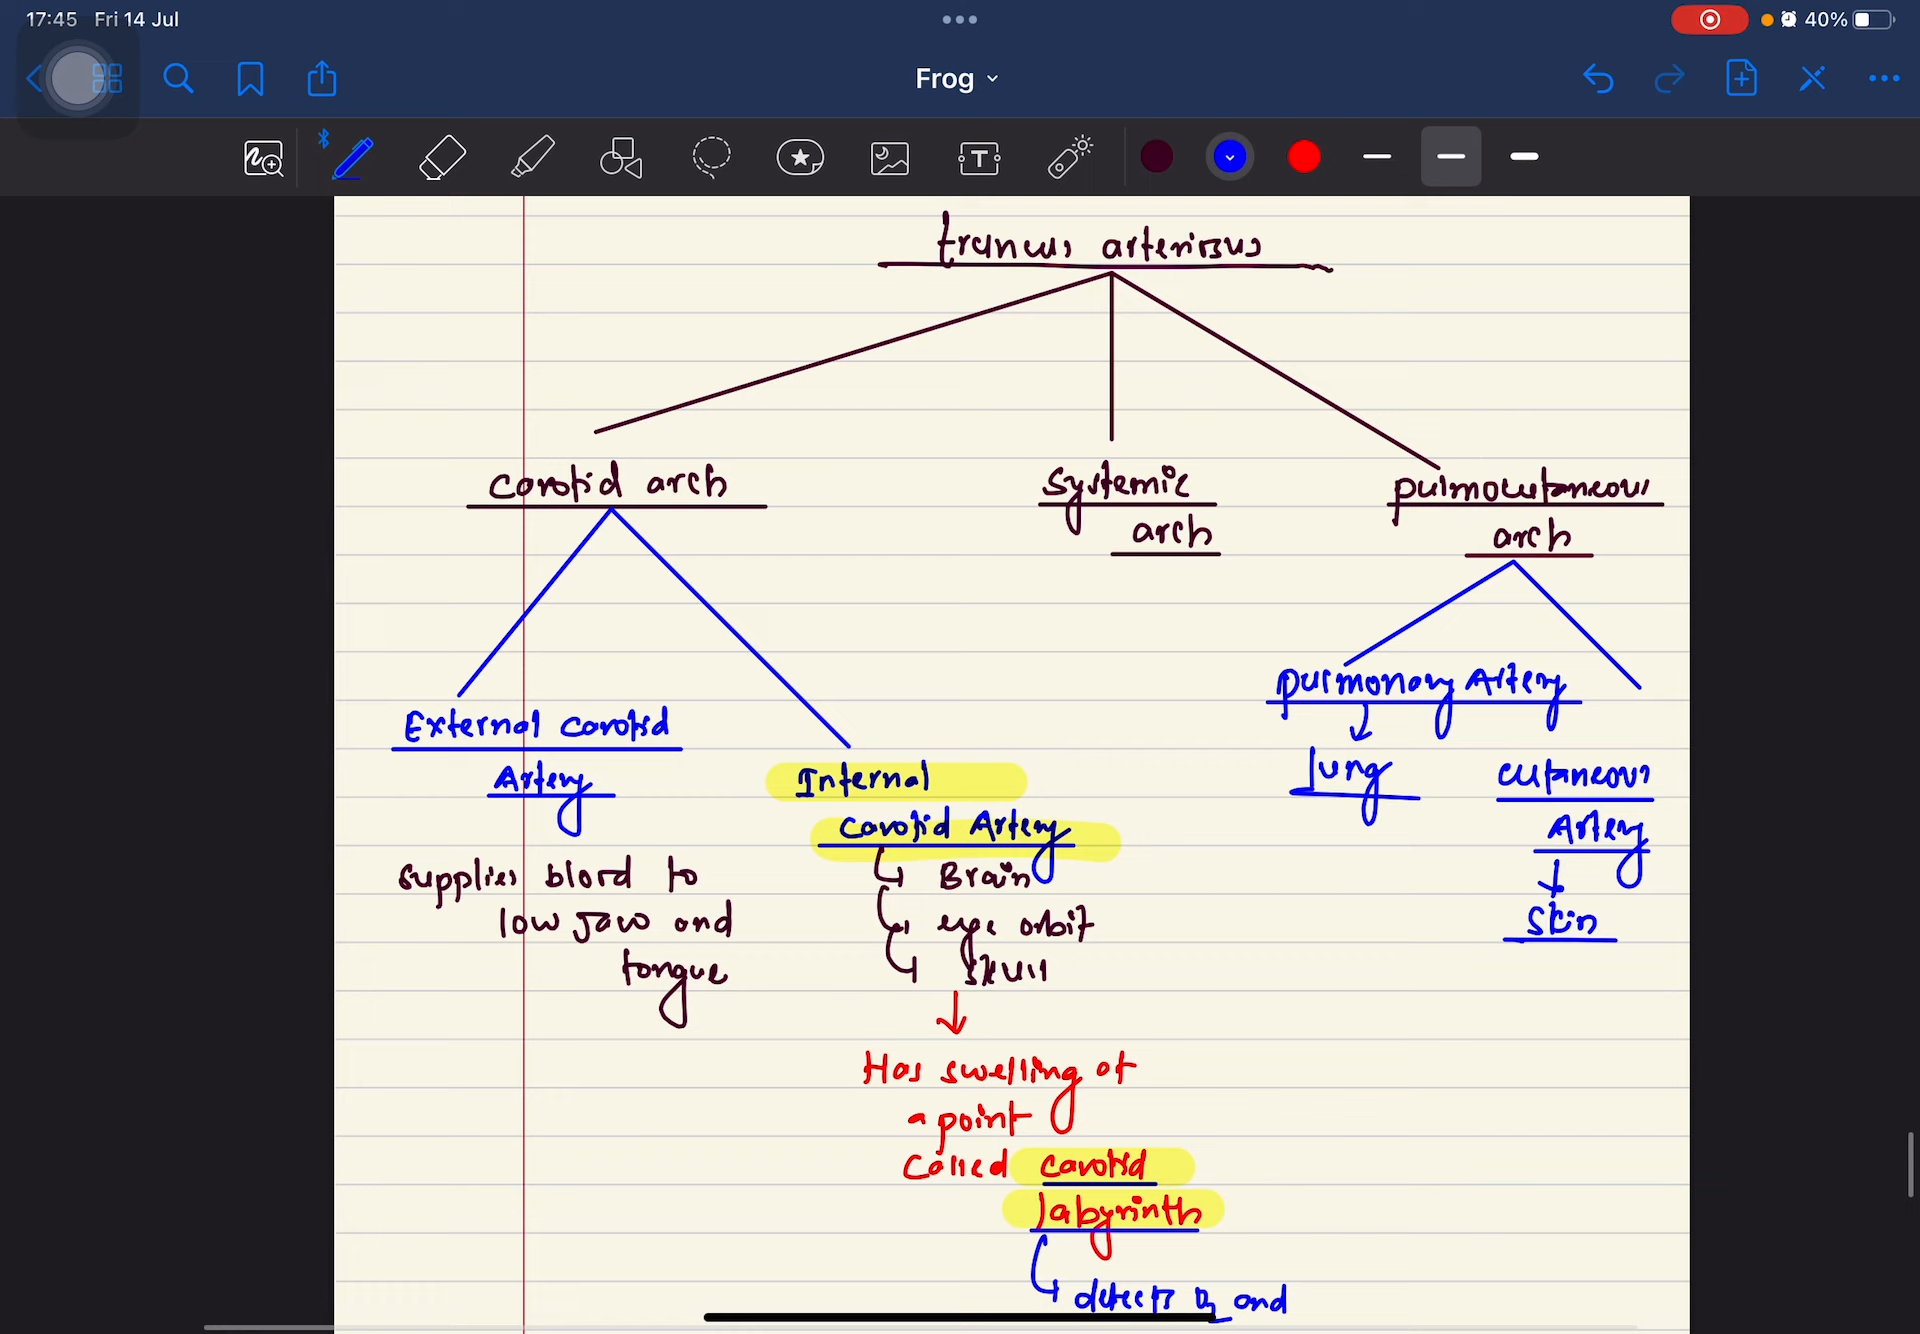 17:45 Fri 14 Jul
40%
Frog
T
truncus arteriosus
carotid arch
systemic
arch
pulmocutaneous
arch
External carotid
Artery
supplies blood to
low jaw and
tongue
Internal
Carotid Artery
Brain
eye orbit
skull
Has swelling at
a point
Called carotid
labyrinth
detects O2 and
pulmonary Artery
lung
cutaneous
Artery
skin